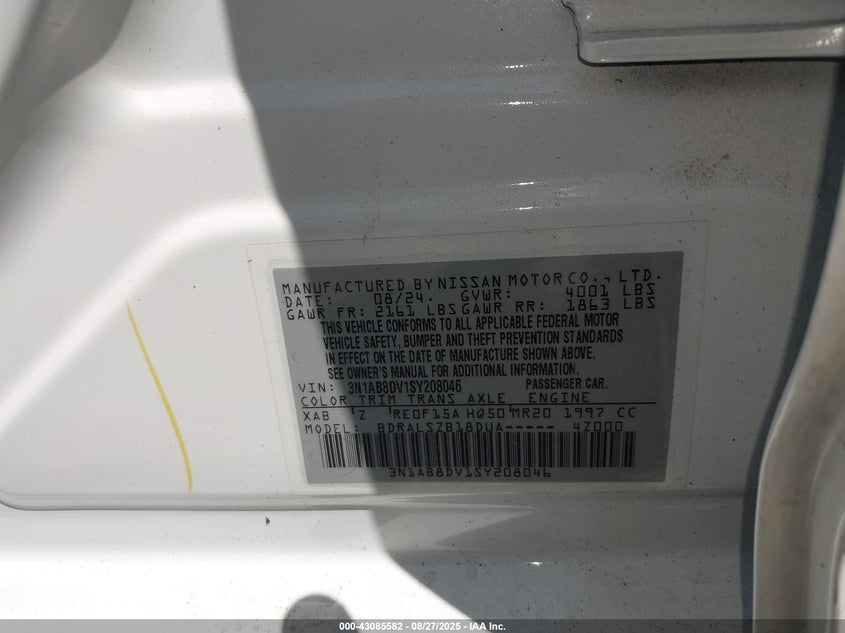 MANUFACTURED BY NISSAN MOTOR CO., LTD.
DATE: 08/24. GVWR: 4001 LBS
GAWR FR: 2161 LBS GAWR RR: 1863 LBS
THIS VEHICLE CONFORMS TO ALL APPLICABLE FEDERAL MOTOR
VEHICLE SAFETY, BUMPER AND THEFT PREVENTION STANDARDS
IN EFFECT ON THE DATE OF MANUFACTURE SHOWN ABOVE.
SEE OWNER'S MANUAL FOR ADDITIONAL INFORMATION.
VIN: 3N1AB8DV1SY208046 PASSENGER CAR.
COLOR TRIM TRANS AXLE ENGINE
XAB Z RE0F15A HQ50 MR20 1997 CC
MODEL: BDRALSZB18DUA----- 4Z000
3N1AB8DV1SY208046
000-43085582 - 08/27/2025 - IAA Inc.